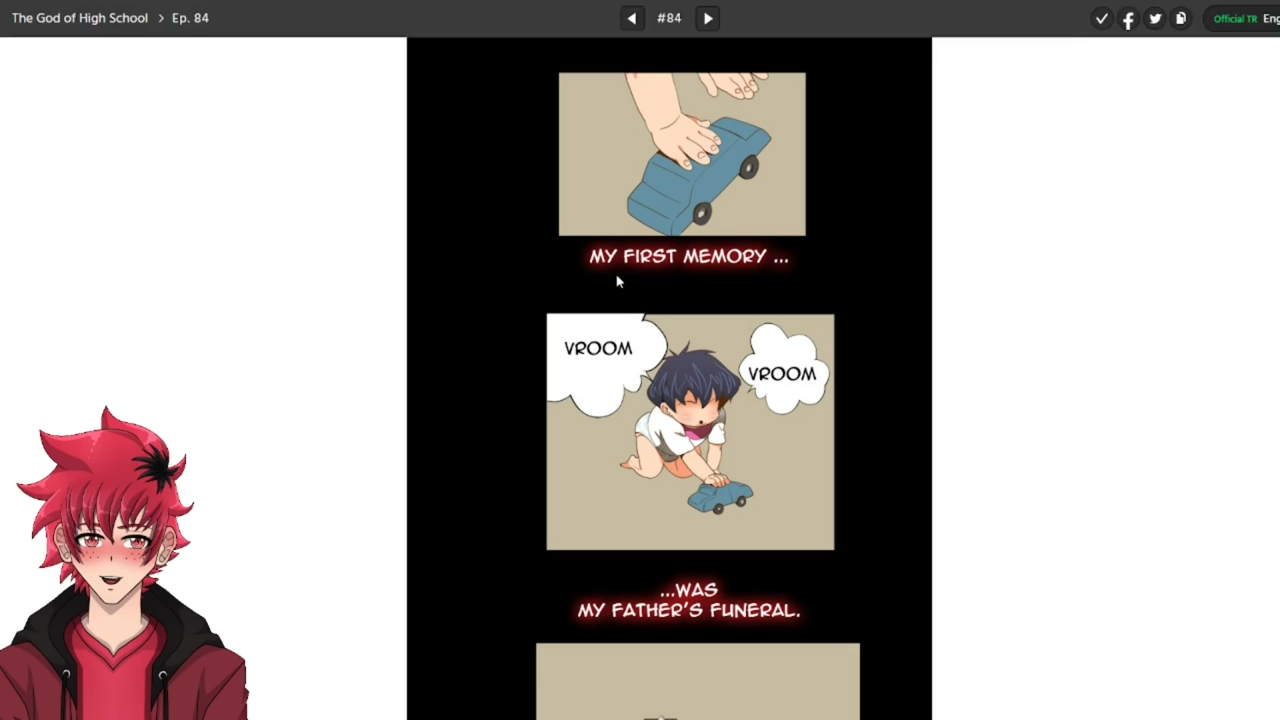 The God of High School > Ep. 84
#84
Official TR
MY FIRST MEMORY ...
VROOM
VROOM
...WAS
MY FATHER'S FUNERAL.